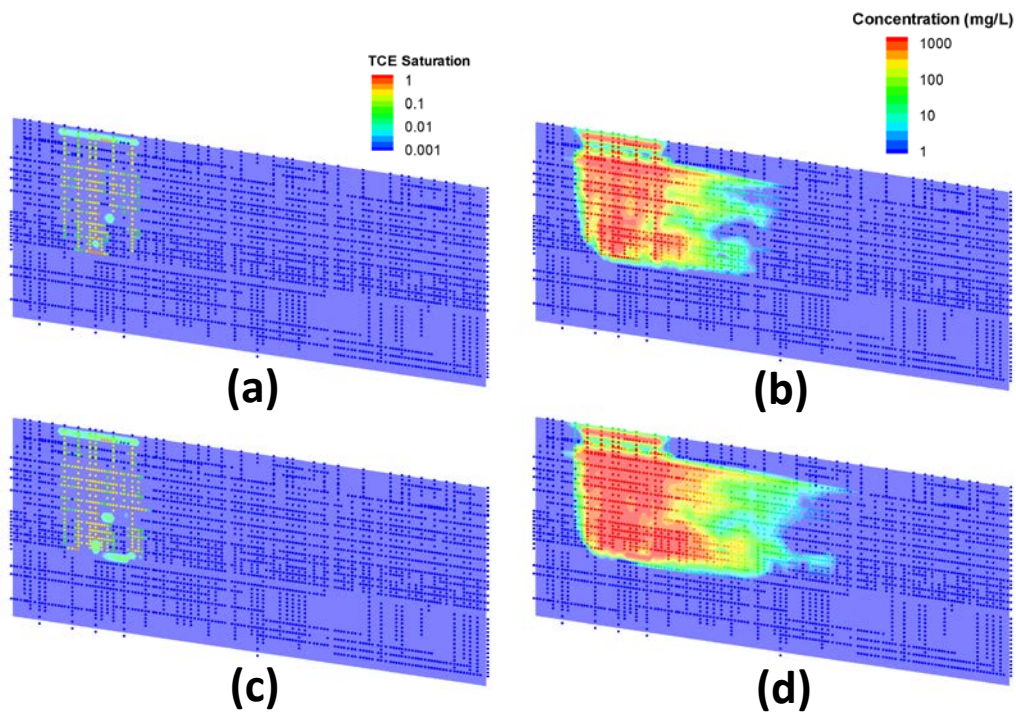 TCE Saturation
1
0.1
0.01
0.001
Concentration (mg/L)
1000
100
10
1
(a)
(b)
(c)
(d)